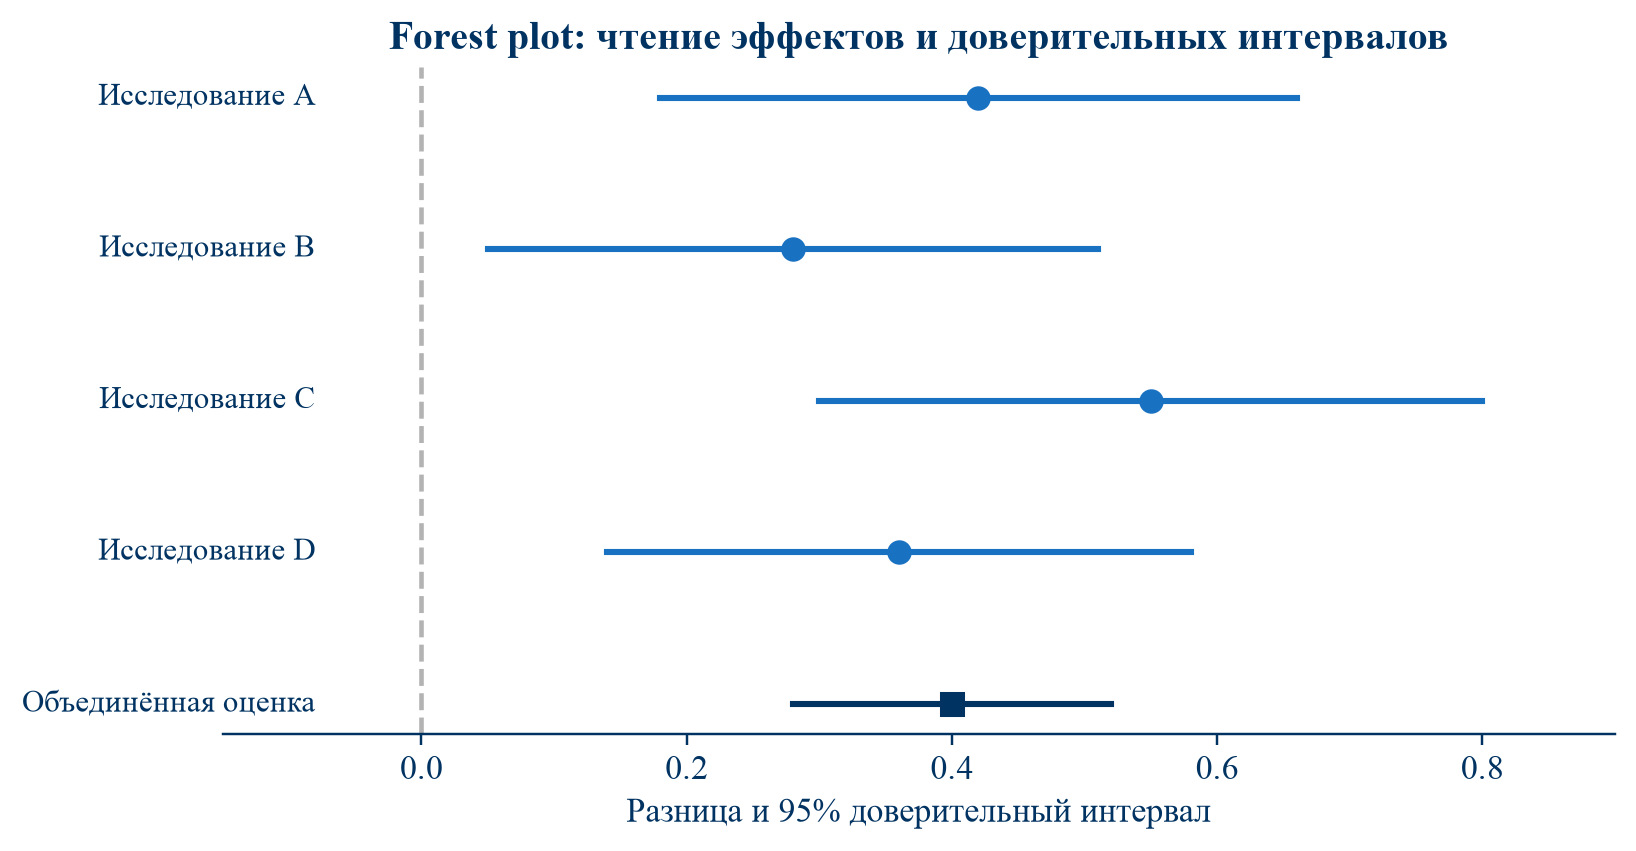 Forest plot: чтение эффектов и доверительных интервалов
Исследование A
Исследование B
Исследование C
Исследование D
Объединённая оценка
0.0 0.2 0.4 0.6 0.8
Разница и 95% доверительный интервал